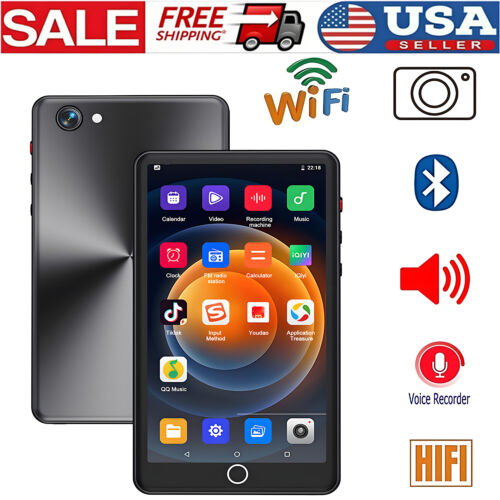 SALE
FREE
SHIPPING*
USA
SELLER
WiFi
22:18
Calendar
Video
Recording
machine
Music
iQIYI
Clock
FM radio
station
Calculator
iQIyi
Tiktok
Input
Method
Youdao
Application
Treasure
QQ Music
Voice Recorder
HIFI